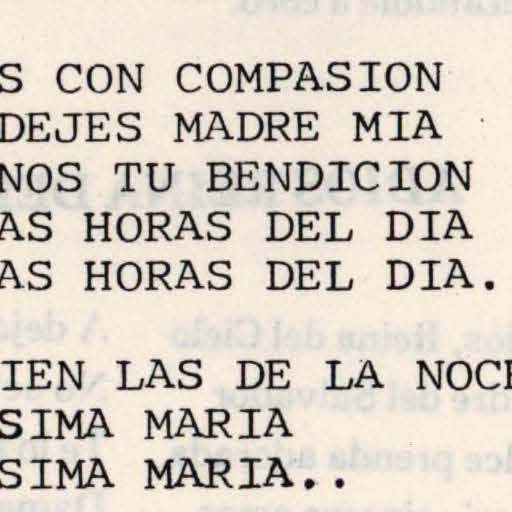 S CON COMPASION
DEJES MADRE MIA
NOS TU BENDICION
AS HORAS DEL DIA
AS HORAS DEL DIA.
IEN LAS DE LA NOCH
SIMA MARIA
SIMA MARIA..